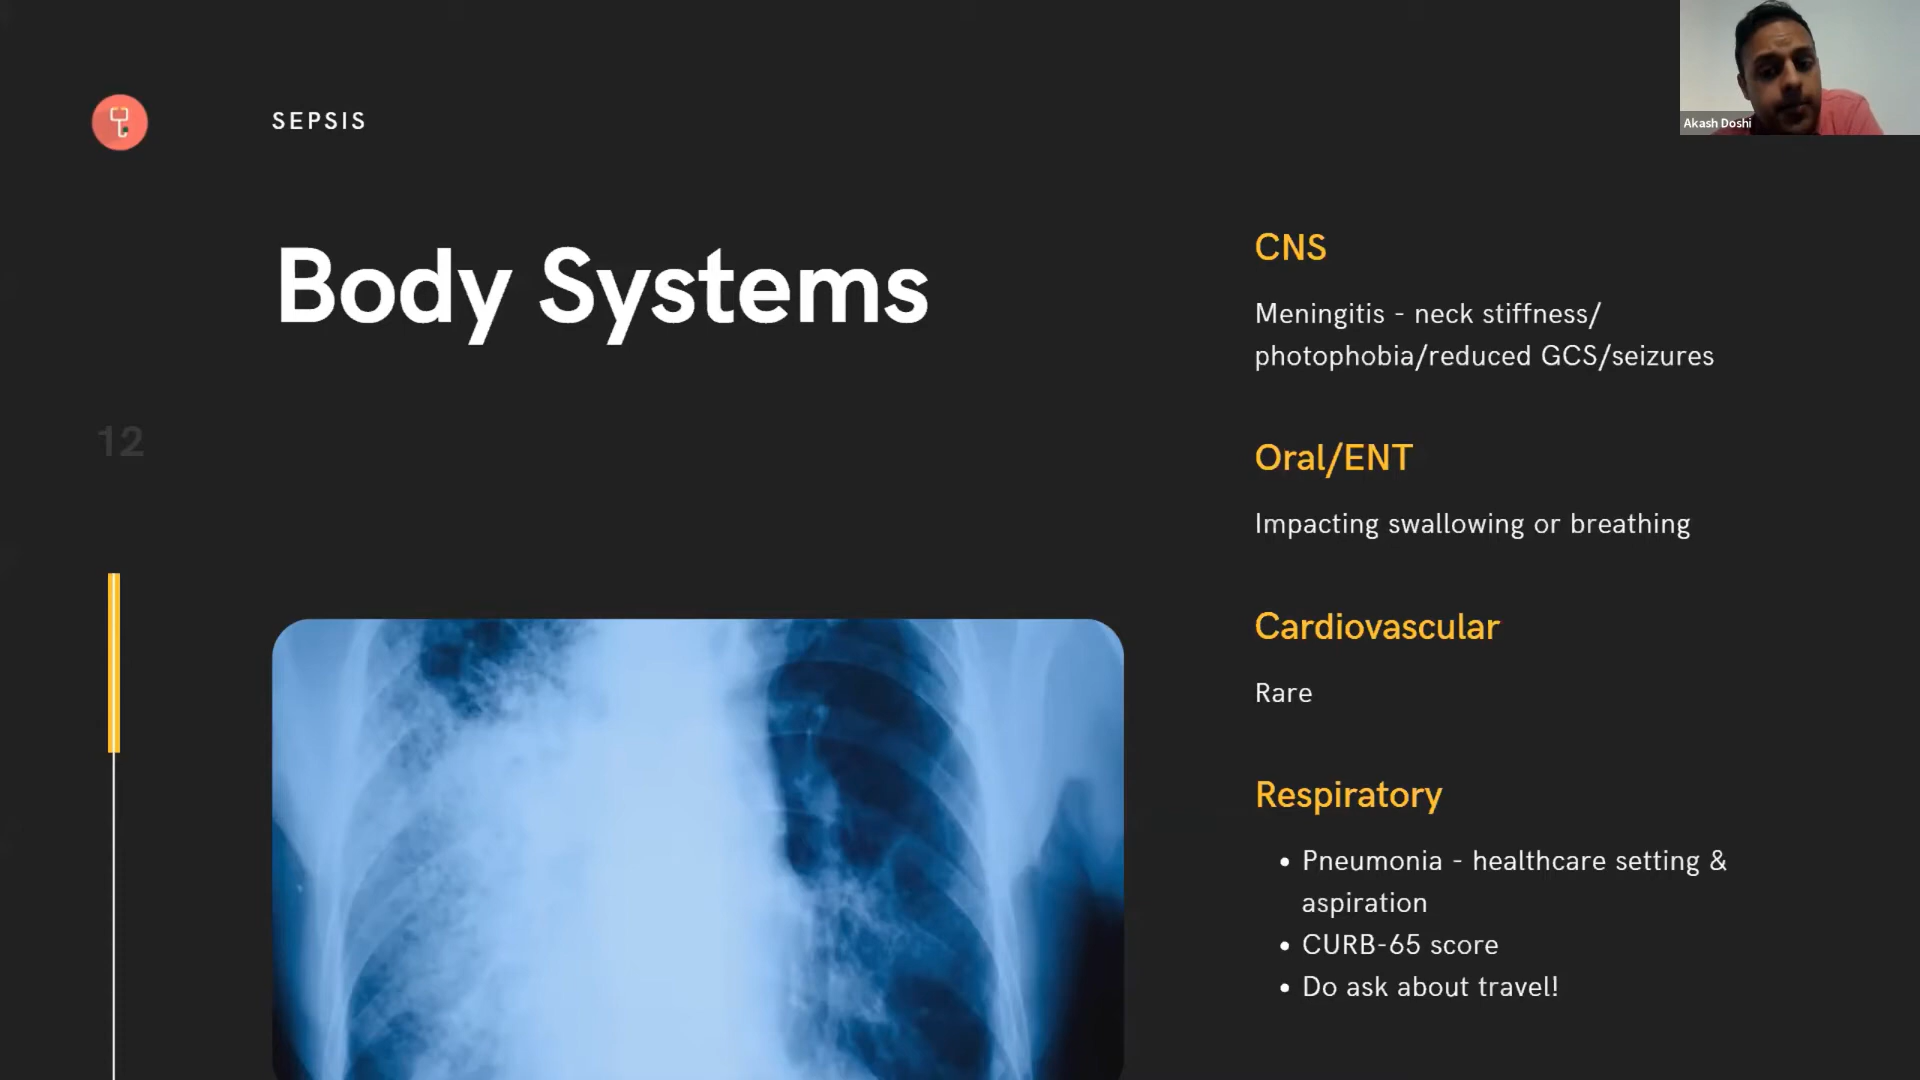 SEPSIS
Akash Doshi
Body Systems
12
CNS
Meningitis - neck stiffness/
photophobia/reduced GCS/seizures
Oral/ENT
Impacting swallowing or breathing
Cardiovascular
Rare
Respiratory
• Pneumonia - healthcare setting &
aspiration
• CURB-65 score
• Do ask about travel!